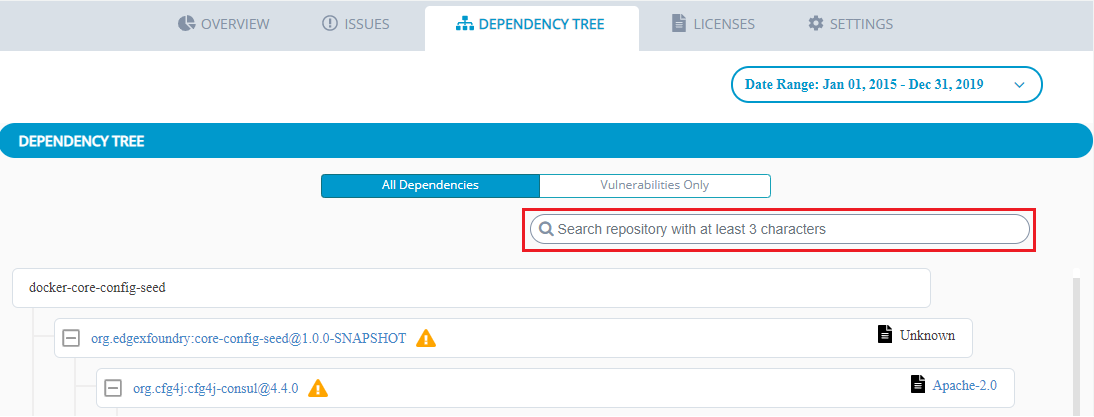 OVERVIEW ISSUES DEPENDENCY TREE LICENSES SETTINGS
Date Range: Jan 01, 2015 - Dec 31, 2019
DEPENDENCY TREE
All Dependencies Vulnerabilities Only
Search repository with at least 3 characters
docker-core-config-seed
org.edgexfoundry:core-config-seed@1.0.0-SNAPSHOT Unknown
org.cfg4j:cfg4j-consul@4.4.0 Apache-2.0